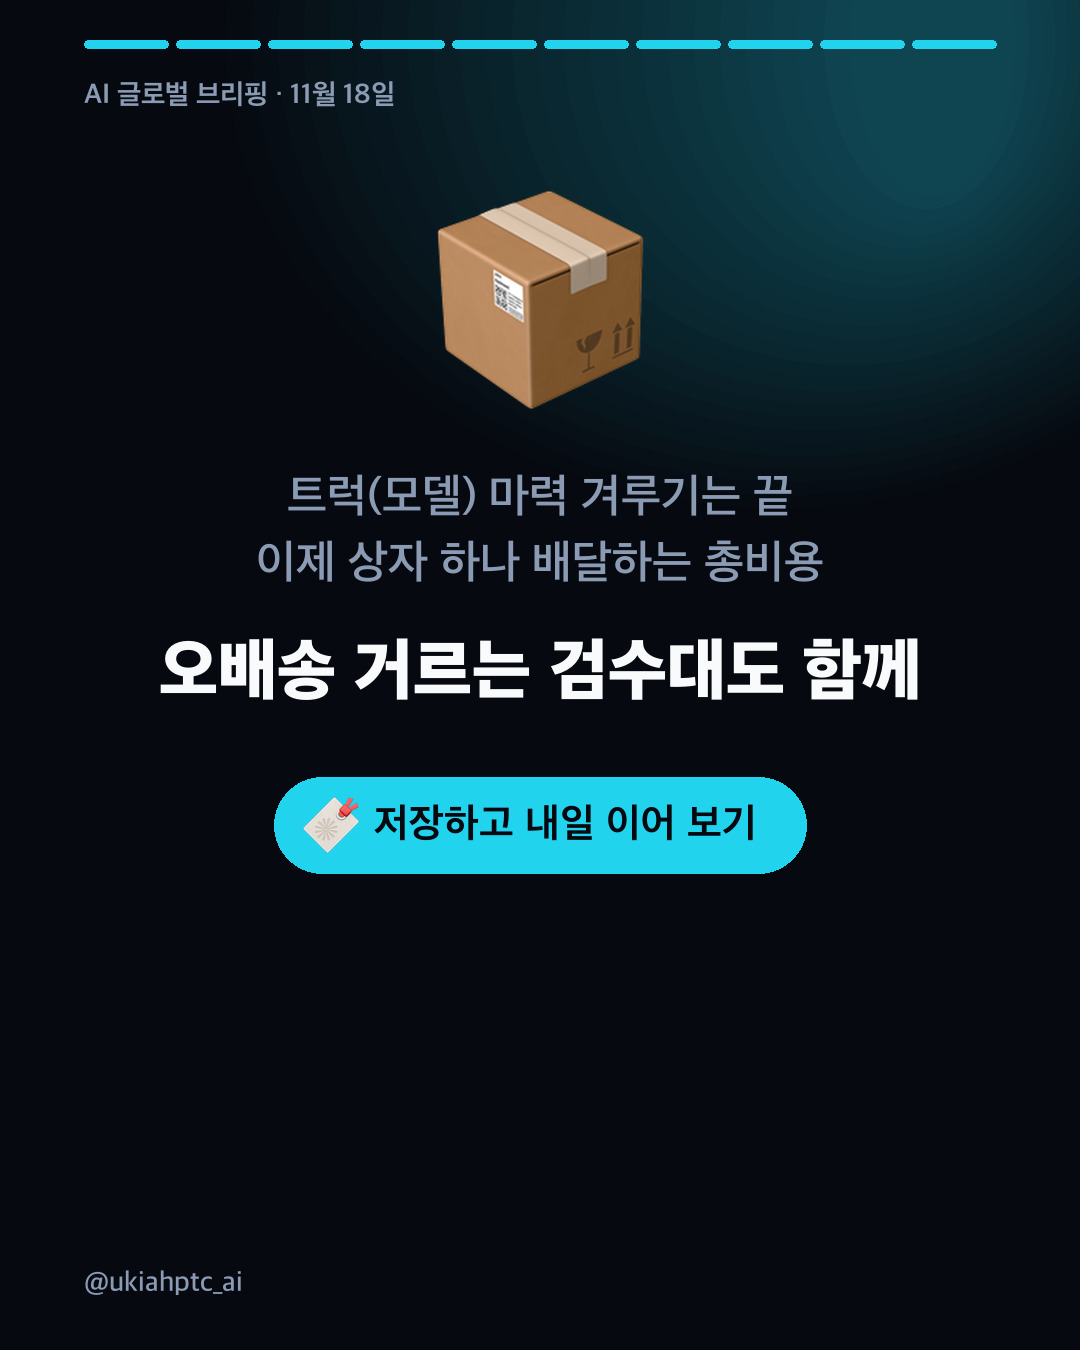 AI 글로벌 브리핑 · 11월 18일
트럭(모델) 마력 겨루기는 끝
이제 상자 하나 배달하는 총비용
오배송 거르는 검수대도 함께
저장하고 내일 이어 보기
@ukiahptc_ai